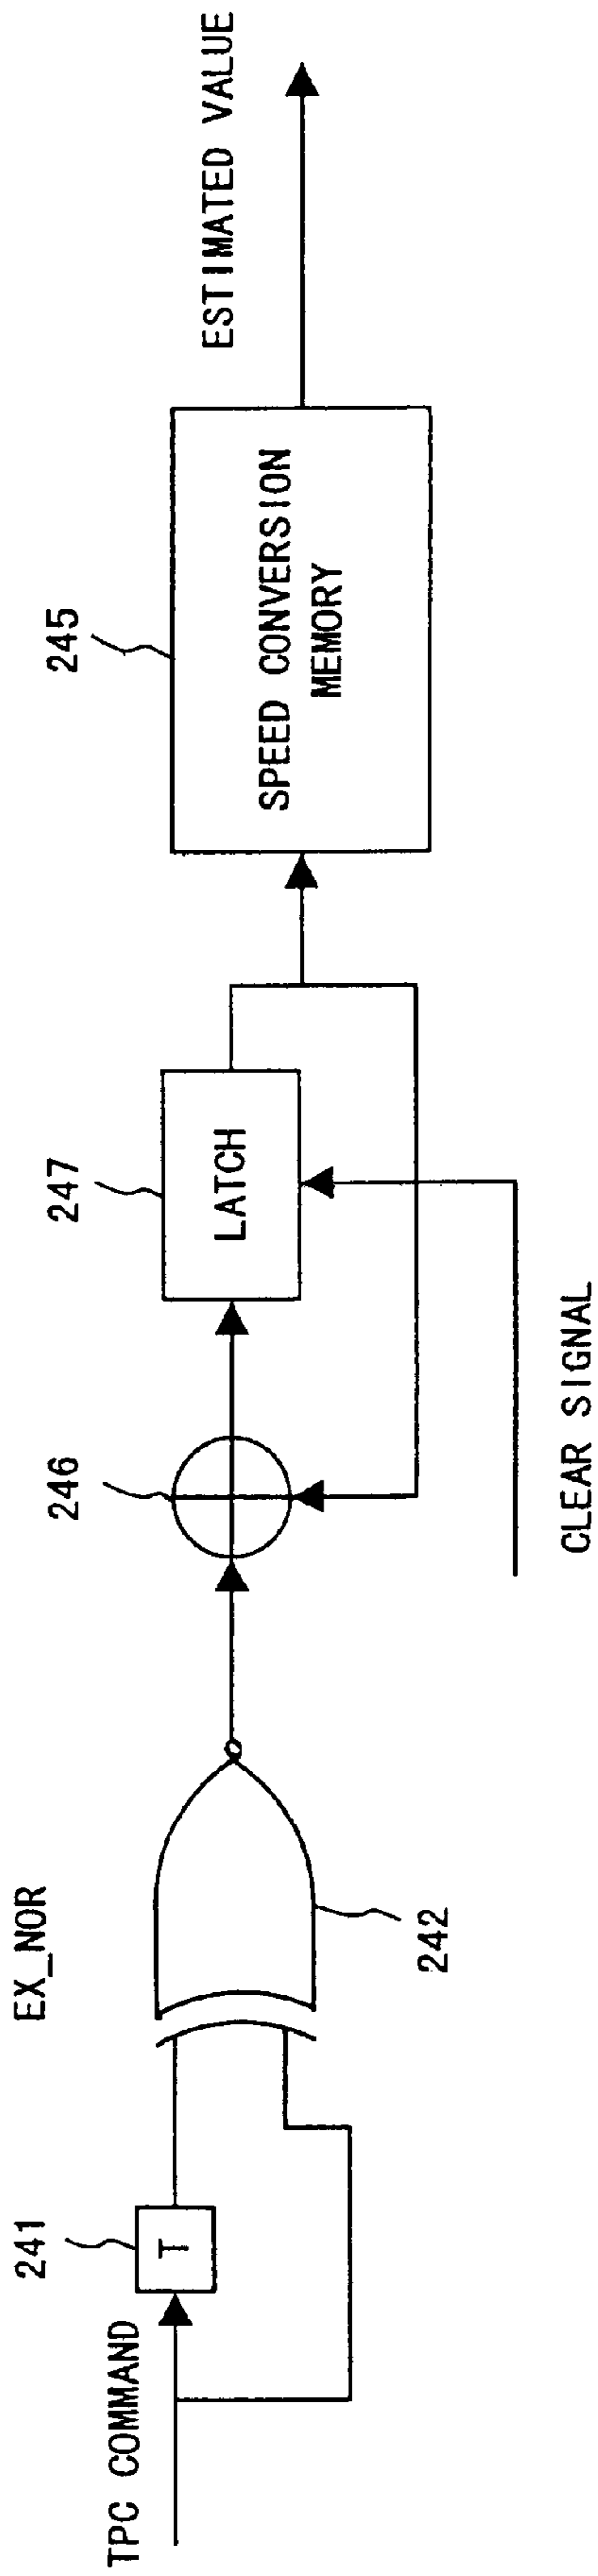 TPC COMMAND
241
T
EX_NOR
242
246
247
LATCH
CLEAR SIGNAL
245
SPEED CONVERSION
MEMORY
ESTIMATED VALUE